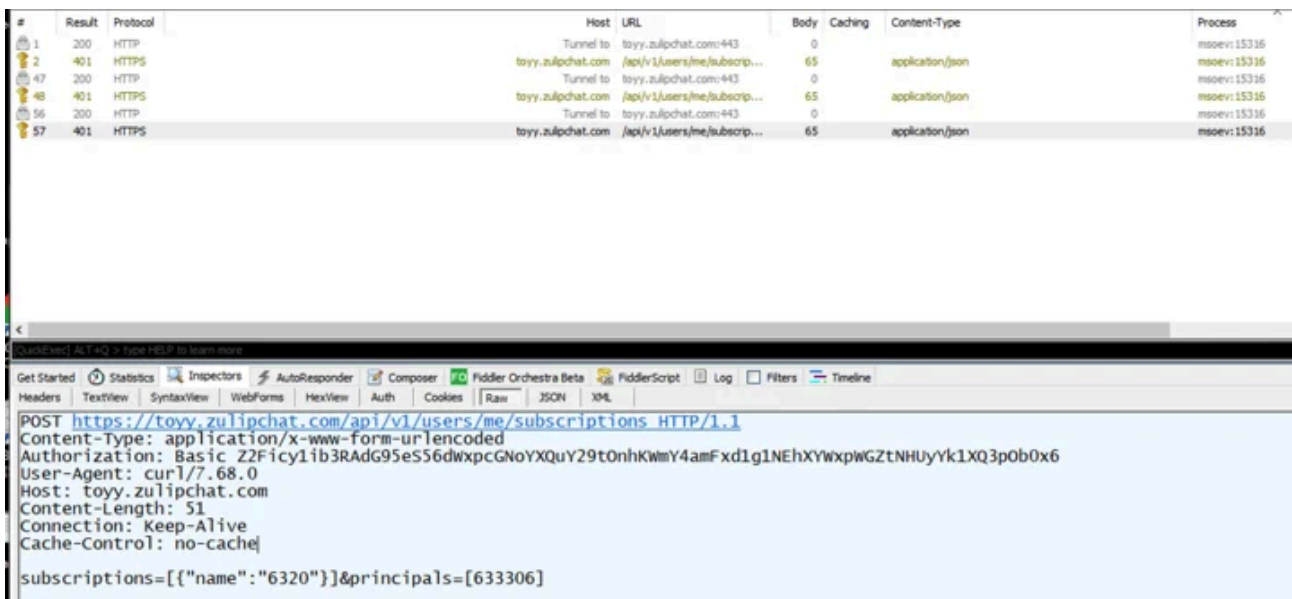 # Result Protocol Host URL Body Caching Content-Type Process
1 200 HTTP Tunnel to toyy.zulipchat.com:443 0 msoev:15316
2 401 HTTPS toyy.zulipchat.com /api/v1/users/me/subscrip... 65 application/json msoev:15316
47 200 HTTP Tunnel to toyy.zulipchat.com:443 0 msoev:15316
48 401 HTTPS toyy.zulipchat.com /api/v1/users/me/subscrip... 65 application/json msoev:15316
56 200 HTTP Tunnel to toyy.zulipchat.com:443 0 msoev:15316
57 401 HTTPS toyy.zulipchat.com /api/v1/users/me/subscrip... 65 application/json msoev:15316
[QuickExec] ALT+Q > type HELP to learn more
Get Started Statistics Inspectors AutoResponder Composer FO Fiddler Orchestra Beta FiddlerScript Log Filters Timeline
Headers TextView SyntaxView WebForms HexView Auth Cookies Raw JSON XML
POST https://toyy.zulipchat.com/api/v1/users/me/subscriptions HTTP/1.1
Content-Type: application/x-www-form-urlencoded
Authorization: Basic Z2Ficy1ib3RAdG95eS56dWxpcGNoYXQuY29tOnhKWmY4amFxd1g1NEhXYWxpWGZtNHUyYk1XQ3pOb0x6
User-Agent: curl/7.68.0
Host: toyy.zulipchat.com
Content-Length: 51
Connection: Keep-Alive
Cache-Control: no-cache
subscriptions=[{"name":"6320"}]&principals=[633306]